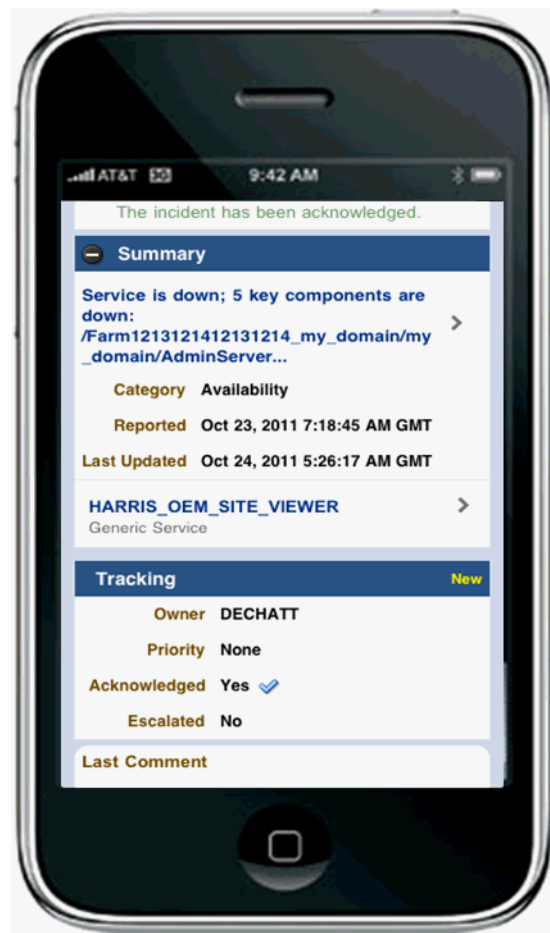 AT&T 3G 9:42 AM
The incident has been acknowledged.
Summary
Service is down; 5 key components are
down:
/Farm1213121412131214_my_domain/my
_domain/AdminServer...
Category Availability
Reported Oct 23, 2011 7:18:45 AM GMT
Last Updated Oct 24, 2011 5:26:17 AM GMT
HARRIS_OEM_SITE_VIEWER
Generic Service
Tracking New
Owner DECHATT
Priority None
Acknowledged Yes
Escalated No
Last Comment